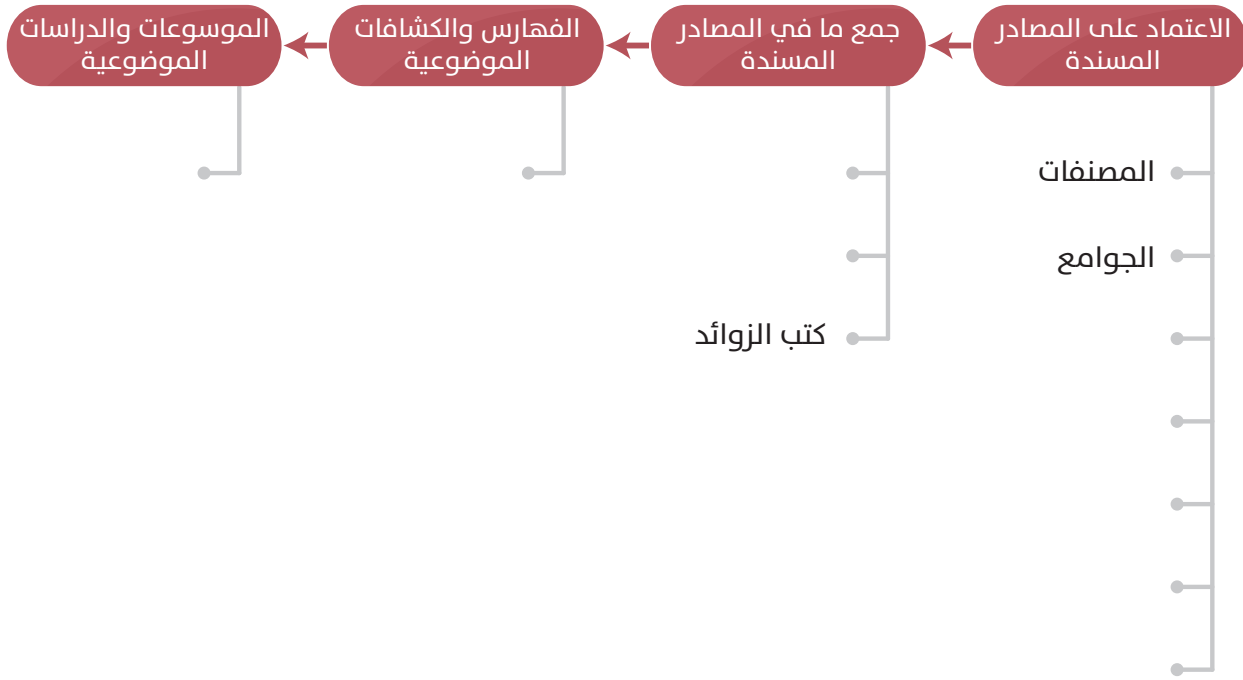 الاعتماد على المصادر
المسندة
جمع ما في المصادر
المسندة
الفهارس والكشافات
الموضوعية
الموسوعات والدراسات
الموضوعية
المصنفات
الجوامع
كتب الزوائد